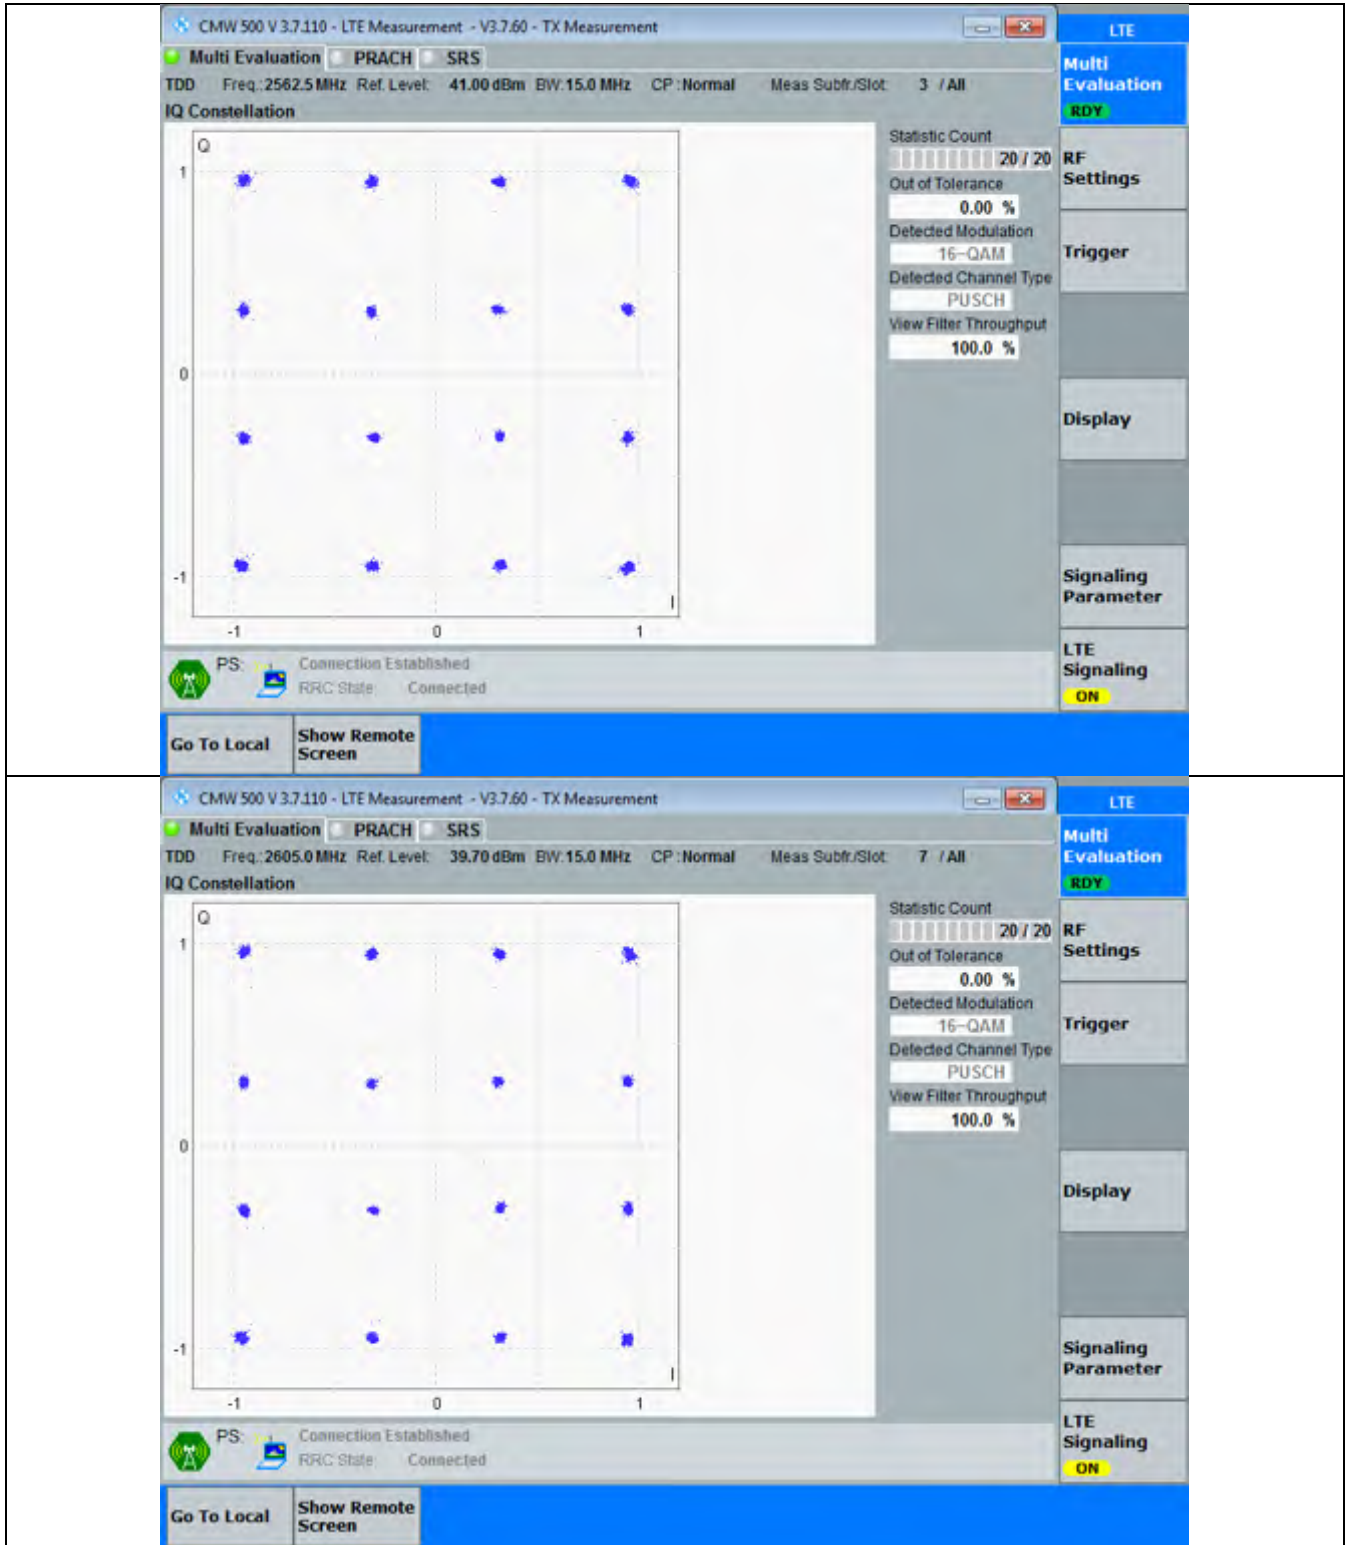 CMW 500 V 3.7.110 - LTE Measurement - V3.7.60 - TX Measurement
LTE
Multi Evaluation PRACH SRS
Multi
Evaluation
RDY
TDD Freq.:2562.5 MHz Ref. Level: 41.00 dBm BW:15.0 MHz CP :Normal Meas Subfr./Slot: 3 / All
IQ Constellation
Q
1
0
-1
-1 0 1
I
Statistic Count
20 / 20
Out of Tolerance
0.00 %
Detected Modulation
16-QAM
Detected Channel Type
PUSCH
View Filter Throughput
100.0 %
RF
Settings
Trigger
Display
Signaling
Parameter
LTE
Signaling
ON
PS: Connection Established
RRC State Connected
Go To Local
Show Remote
Screen
CMW 500 V 3.7.110 - LTE Measurement - V3.7.60 - TX Measurement
LTE
Multi Evaluation PRACH SRS
Multi
Evaluation
RDY
TDD Freq.:2605.0 MHz Ref. Level: 39.70 dBm BW:15.0 MHz CP :Normal Meas Subfr./Slot: 7 / All
IQ Constellation
Q
1
0
-1
-1 0 1
I
Statistic Count
20 / 20
Out of Tolerance
0.00 %
Detected Modulation
16-QAM
Detected Channel Type
PUSCH
View Filter Throughput
100.0 %
RF
Settings
Trigger
Display
Signaling
Parameter
LTE
Signaling
ON
PS: Connection Established
RRC State Connected
Go To Local
Show Remote
Screen